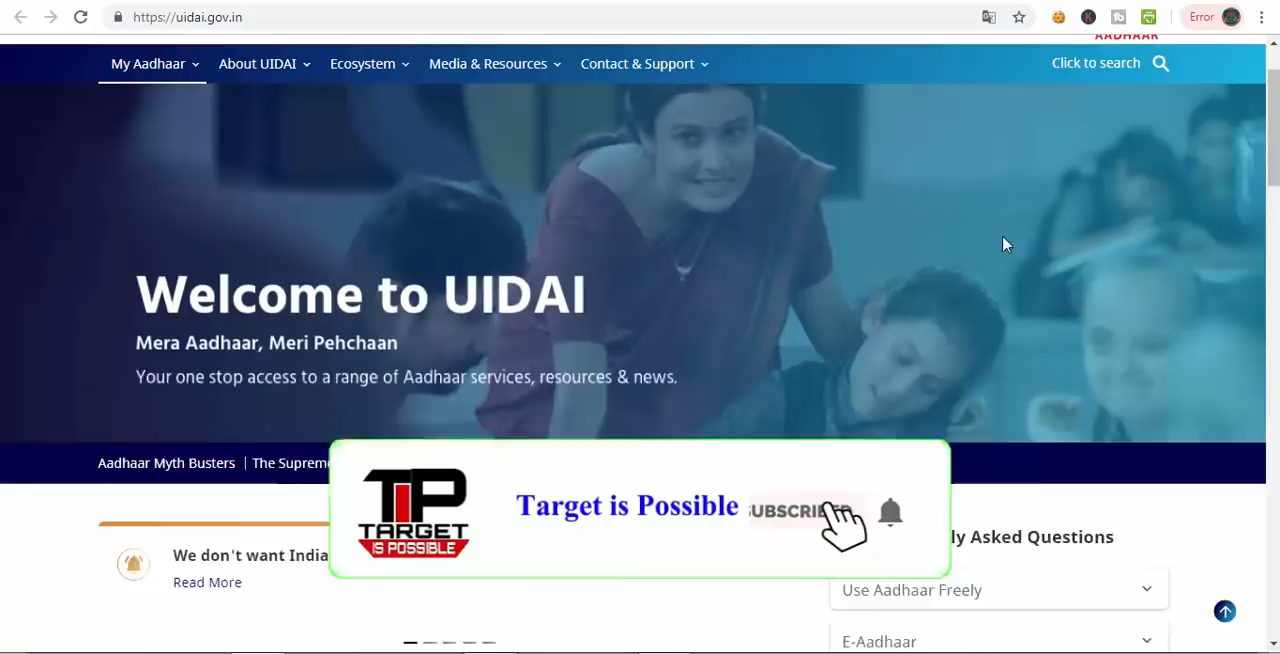 https://uidai.gov.in
Error
AADHAAR
My Aadhaar
About UIDAI
Ecosystem
Media & Resources
Contact & Support
Click to search
Welcome to UIDAI
Mera Aadhaar, Meri Pehchaan
Your one stop access to a range of Aadhaar services, resources & news.
Aadhaar Myth Busters | The Suprem
TIP
TARGET
IS POSSIBLE
Target is Possible
We don't want India
Read More
ly Asked Questions
Use Aadhaar Freely
E-Aadhaar